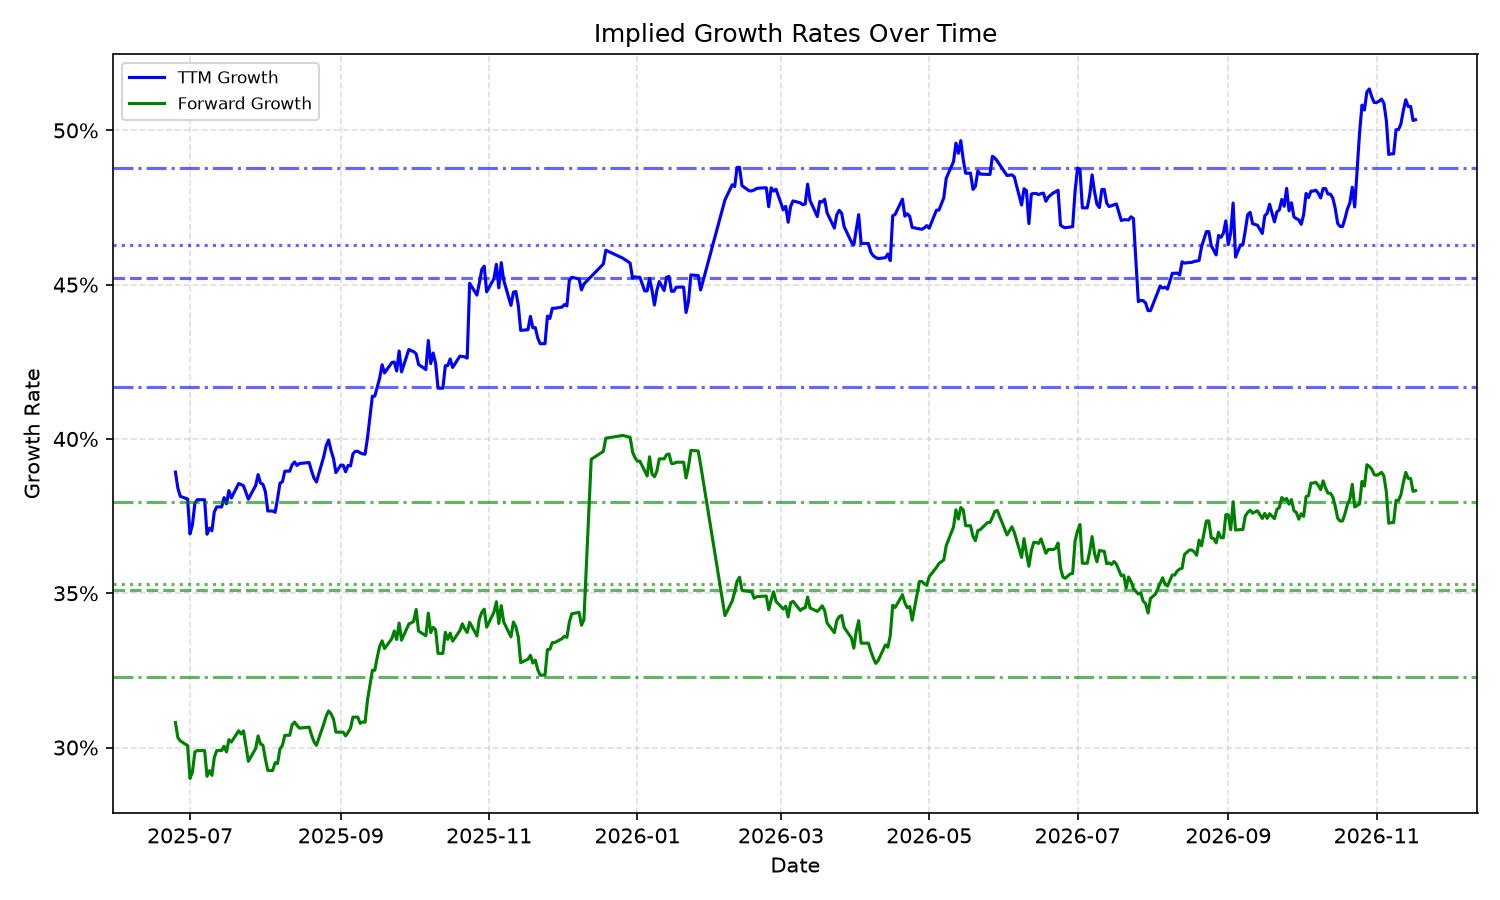 Implied Growth Rates Over Time
TTM Growth
Forward Growth
50%
45%
40%
35%
30%
Growth Rate
2025-07
2025-09
2025-11
2026-01
2026-03
2026-05
2026-07
2026-09
2026-11
Date